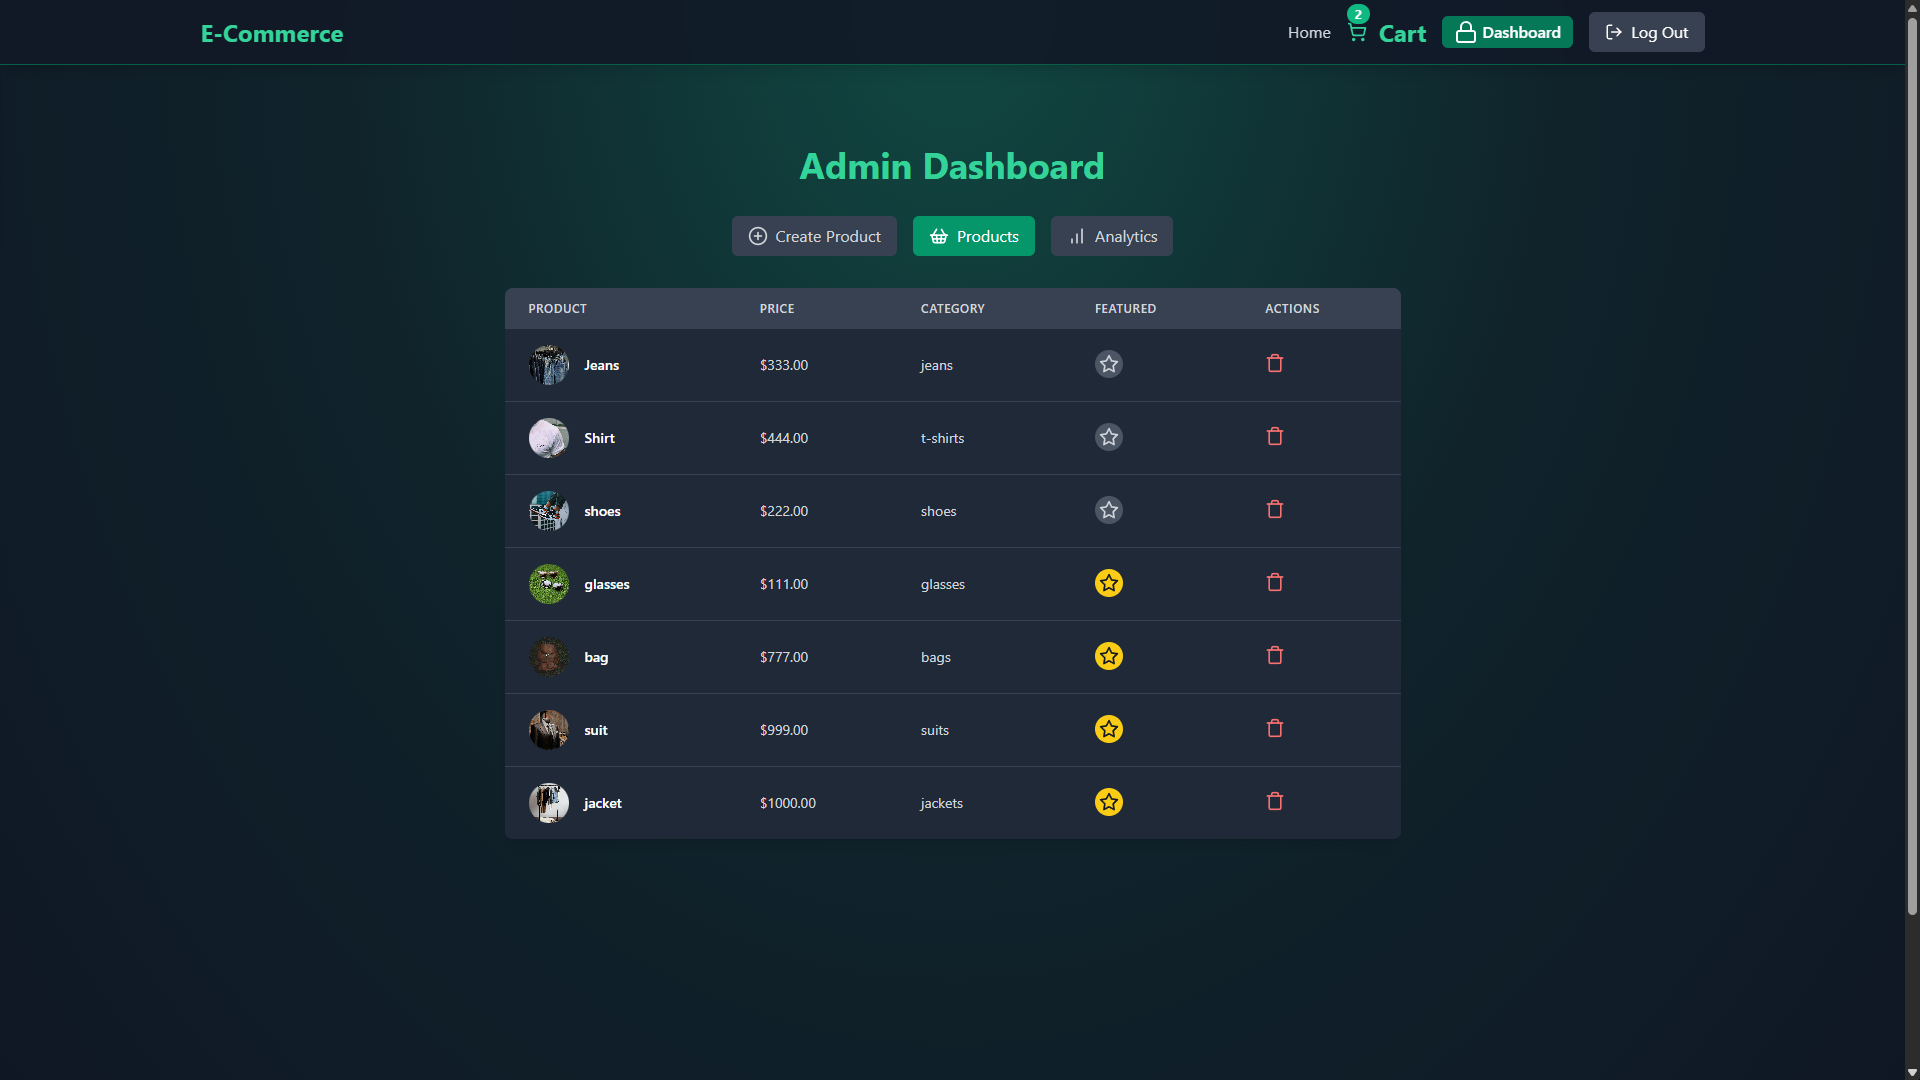 E-Commerce
Home 2 Cart Dashboard Log Out
Admin Dashboard
Create Product Products Analytics
PRODUCT PRICE CATEGORY FEATURED ACTIONS
Jeans $333.00 jeans
Shirt $444.00 t-shirts
shoes $222.00 shoes
glasses $111.00 glasses
bag $777.00 bags
suit $999.00 suits
jacket $1000.00 jackets